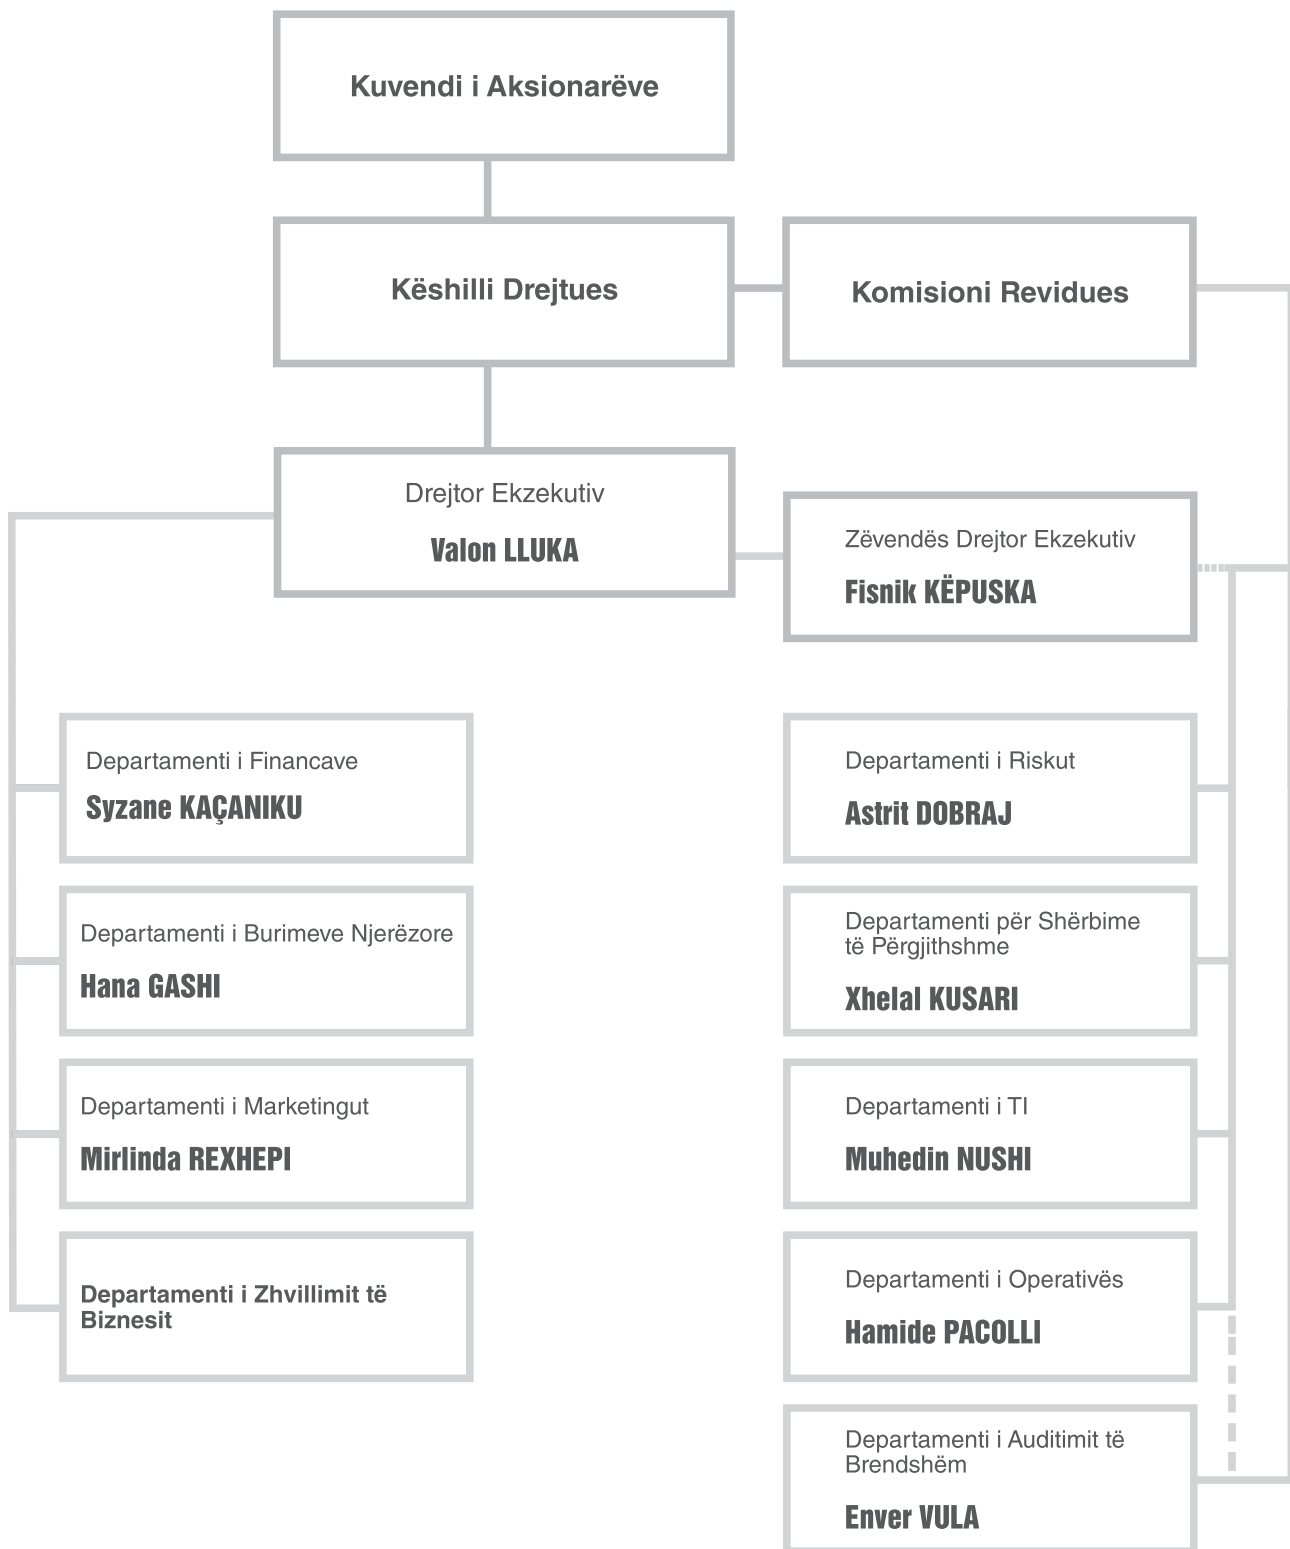 Kuvendi i Aksionarëve
Këshilli Drejtues
Komisioni Revidues
Drejtor Ekzekutiv
Valon LLUKA
Zëvendës Drejtor Ekzekutiv
Fisnik KËPUSKA
Departamenti i Financave
Syzane KAÇANIKU
Departamenti i Burimeve Njerëzore
Hana GASHI
Departamenti i Marketingut
Mirlinda REXHEPI
Departamenti i Zhvillimit të
Biznesit
Departamenti i Riskut
Astrit DOBRAJ
Departamenti për Shërbime
të Përgjithshme
Xhelal KUSARI
Departamenti i TI
Muhedin NUSHI
Departamenti i Operativës
Hamide PACOLLI
Departamenti i Auditimit të
Brendshëm
Enver VULA